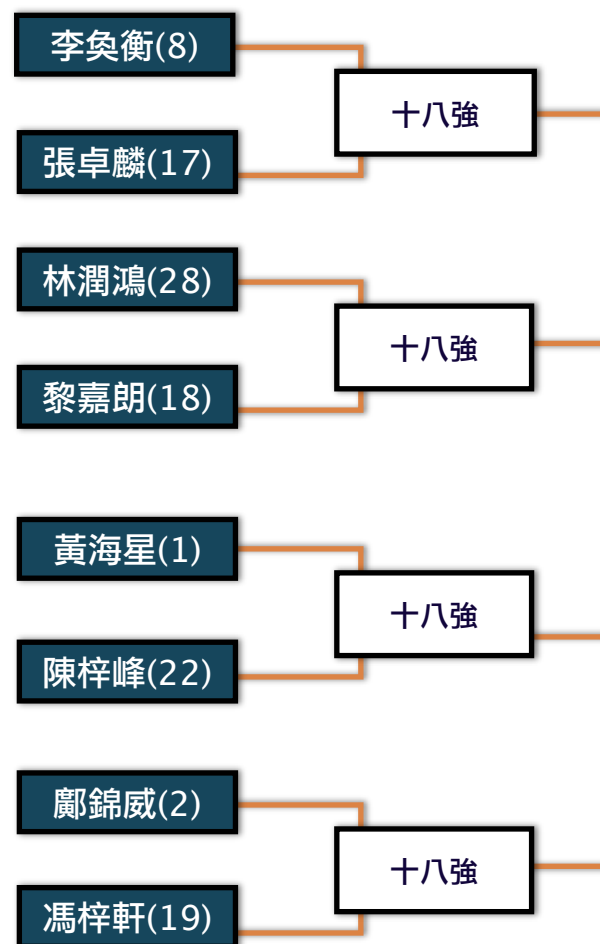 李奐衡(8)
十八強
張卓麟(17)
林潤鴻(28)
十八強
黎嘉朗(18)
黃海星(1)
十八強
陳梓峰(22)
鄺錦威(2)
十八強
馮梓軒(19)